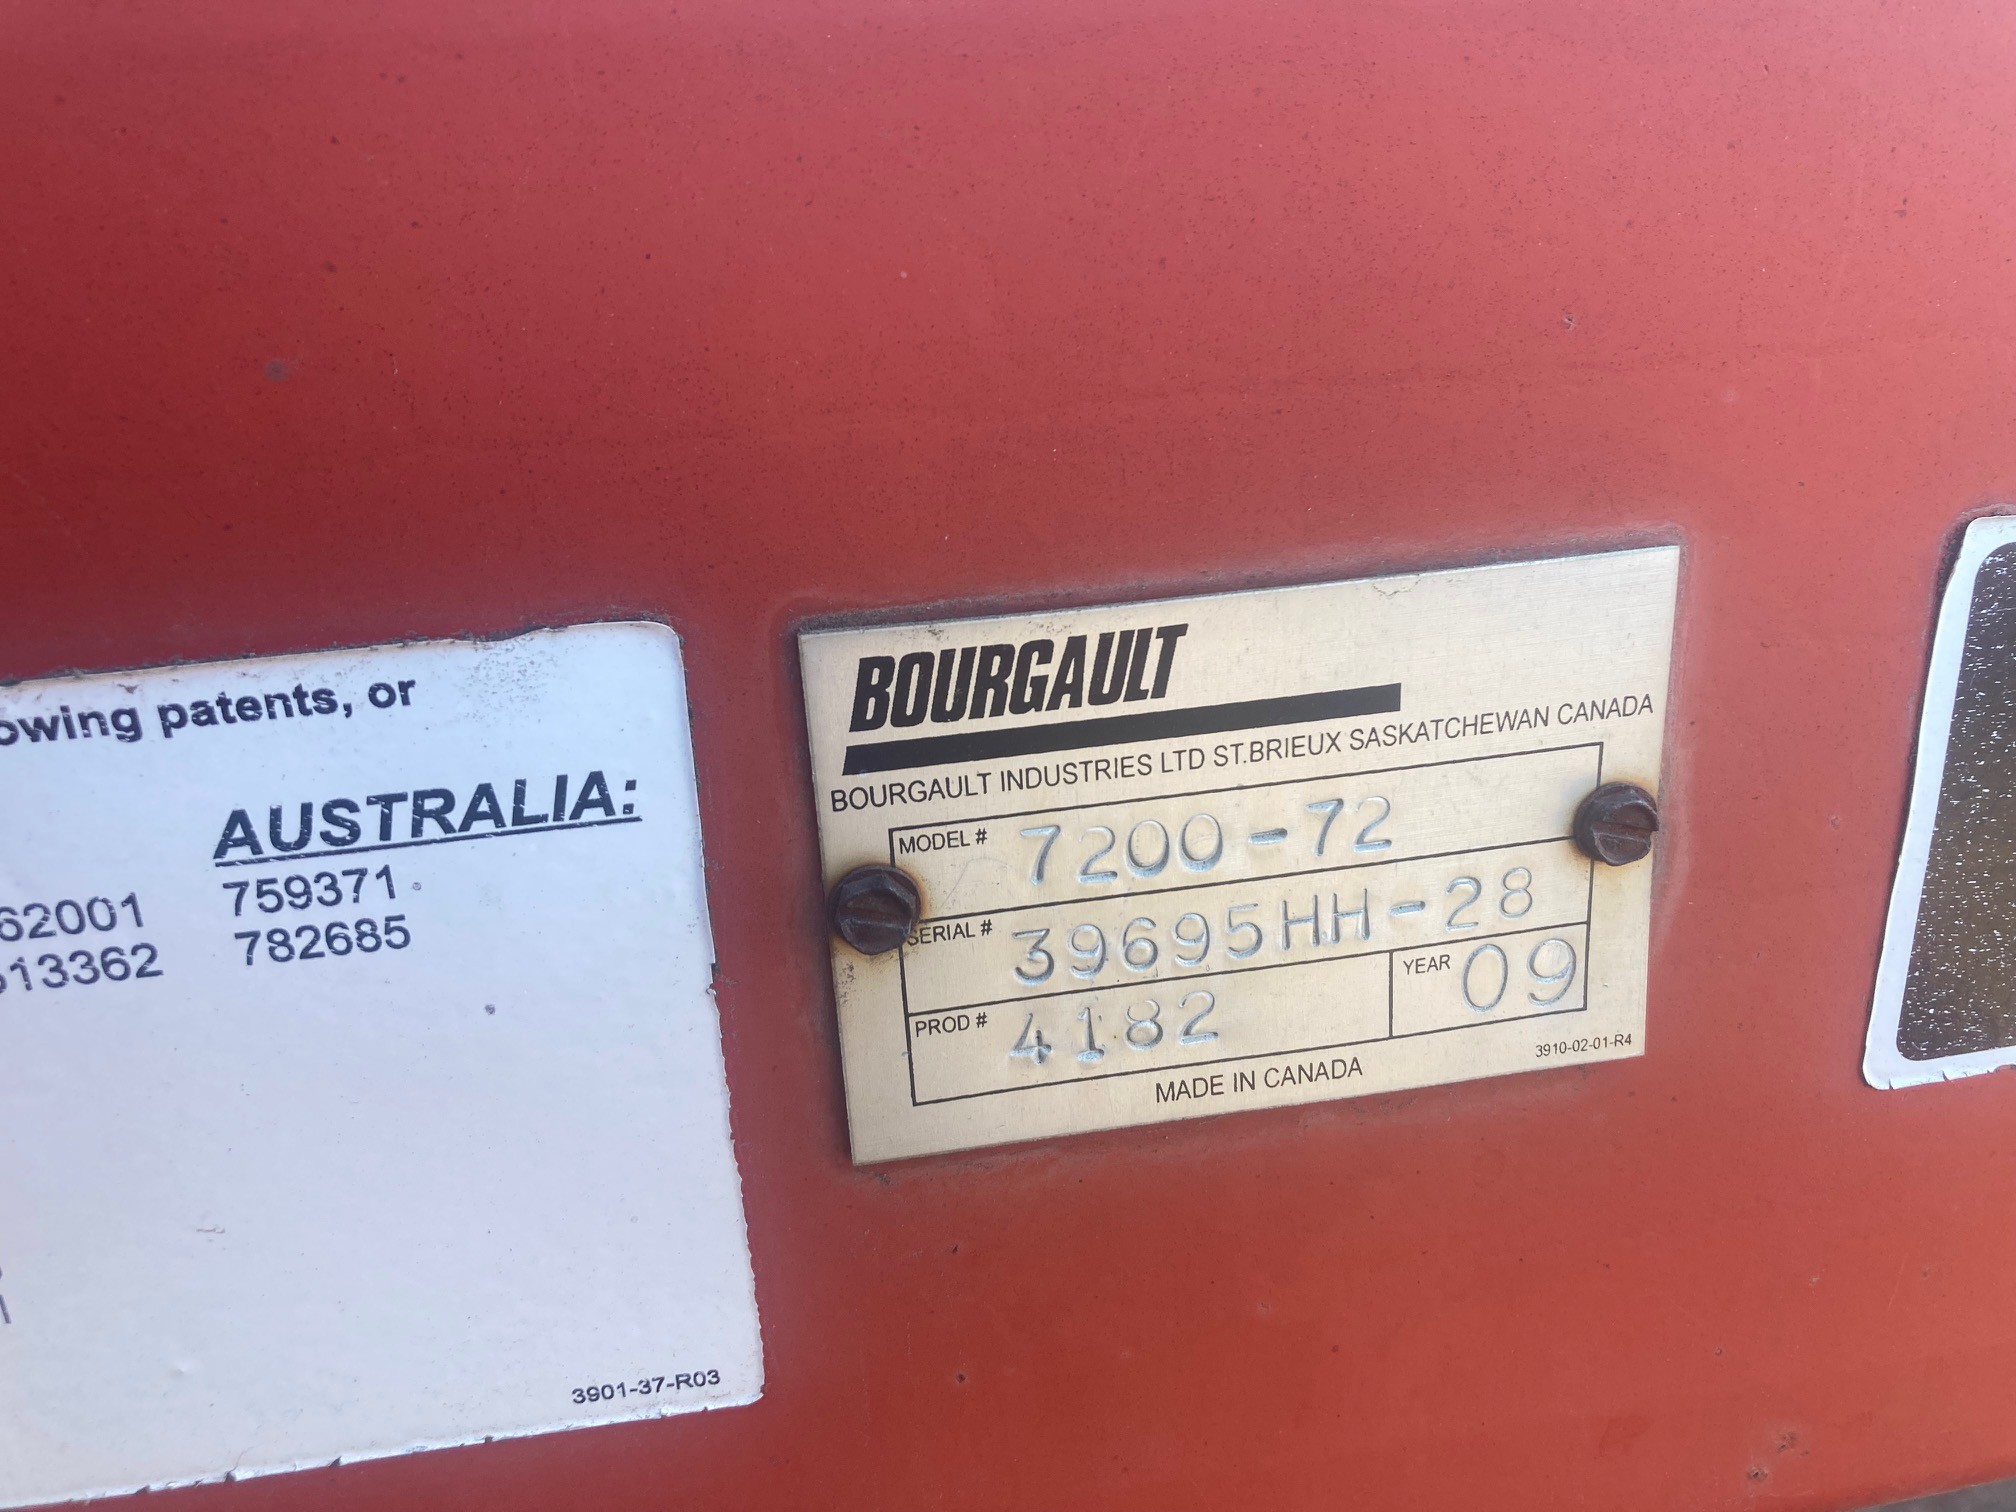 owing patents, or
AUSTRALIA:
62001 759371
513362 782685
3901-37-R03
BOURGAULT
BOURGAULT INDUSTRIES LTD ST.BRIEUX SASKATCHEWAN CANADA
MODEL # 7200-72
SERIAL # 39695HH-28
PROD # 4182 YEAR 09
3910-02-01-R4
MADE IN CANADA